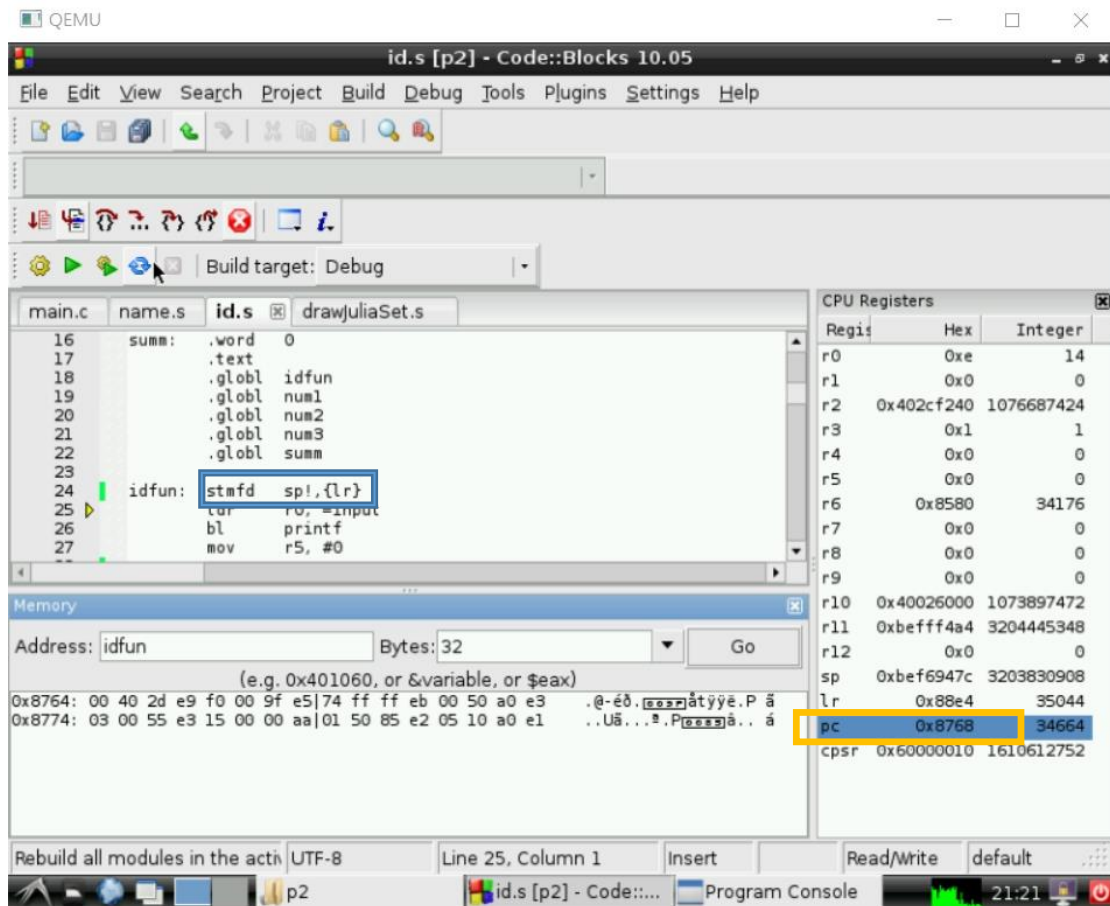 QEMU
id.s [p2] - Code::Blocks 10.05
File Edit View Search Project Build Debug Tools Plugins Settings Help
Build target: Debug
main.c name.s id.s drawJuliaSet.s
16 summ: .word 0
17 .text
18 .globl idfun
19 .globl num1
20 .globl num2
21 .globl num3
22 .globl summ
23
24 idfun: stmfd sp!,{lr}
25 ldr r0, =input
26 bl printf
27 mov r5, #0
Memory
Address: idfun Bytes: 32 Go
(e.g. 0x401060, or &variable, or $eax)
0x8764: 00 40 2d e9 f0 00 9f e5|74 ff ff eb 00 50 a0 e3
0x8774: 03 00 55 e3 15 00 00 aa|01 50 85 e2 05 10 a0 e1
CPU Registers
Regis Hex Integer
r0 0xe 14
r1 0x0 0
r2 0x402cf240 1076687424
r3 0x1 1
r4 0x0 0
r5 0x0 0
r6 0x8580 34176
r7 0x0 0
r8 0x0 0
r9 0x0 0
r10 0x40026000 1073897472
r11 0xbefff4a4 3204445348
r12 0x0 0
sp 0xbef6947c 3203830908
lr 0x88e4 35044
pc 0x8768 34664
cpsr 0x60000010 1610612752
Rebuild all modules in the activ UTF-8 Line 25, Column 1 Insert Read/Write default
p2 id.s [p2] - Code::... Program Console 21:21